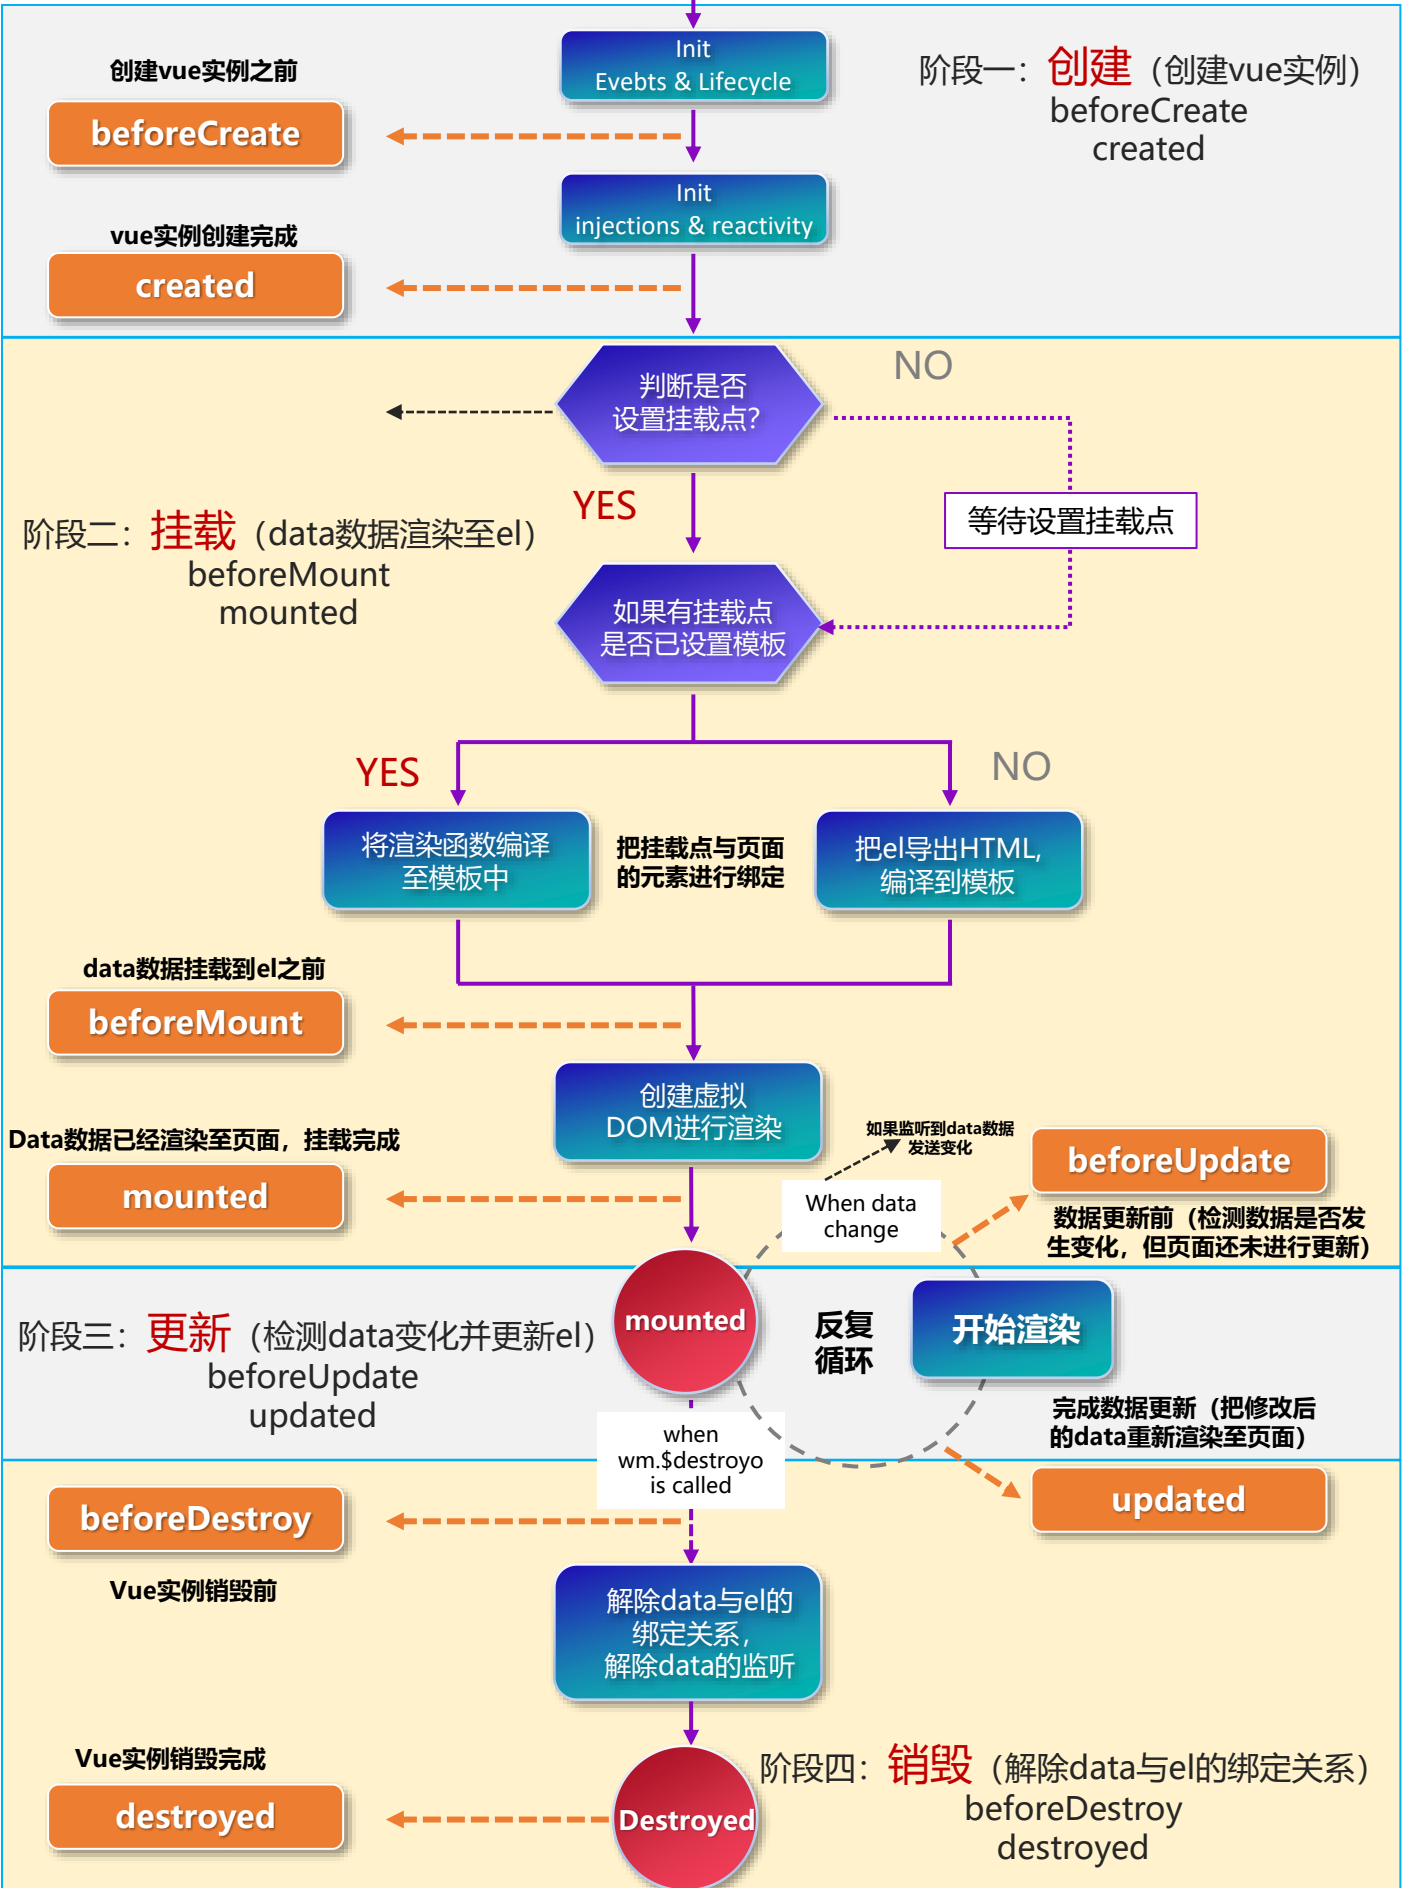 Init
Evebts & Lifecycle
创建vue实例之前
beforeCreate
阶段一：创建（创建vue实例）
beforeCreate
created
Init
injections & reactivity
vue实例创建完成
created
判断是否
设置挂载点?
NO
YES
等待设置挂载点
阶段二：挂载（data数据渲染至el）
beforeMount
mounted
如果有挂载点
是否已设置模板
YES
NO
将渲染函数编译
至模板中
把挂载点与页面
的元素进行绑定
把el导出HTML,
编译到模板
data数据挂载到el之前
beforeMount
创建虚拟
DOM进行渲染
Data数据已经渲染至页面，挂载完成
mounted
如果监听到data数据
发送变化
When data
change
beforeUpdate
数据更新前（检测数据是否发
生变化，但页面还未进行更新）
mounted
反复
循环
开始渲染
阶段三：更新（检测data变化并更新el）
beforeUpdate
updated
完成数据更新（把修改后
的data重新渲染至页面）
updated
when
wm.$destroyo
is called
beforeDestroy
Vue实例销毁前
解除data与el的
绑定关系，
解除data的监听
Vue实例销毁完成
destroyed
Destroyed
阶段四：销毁（解除data与el的绑定关系）
beforeDestroy
destroyed